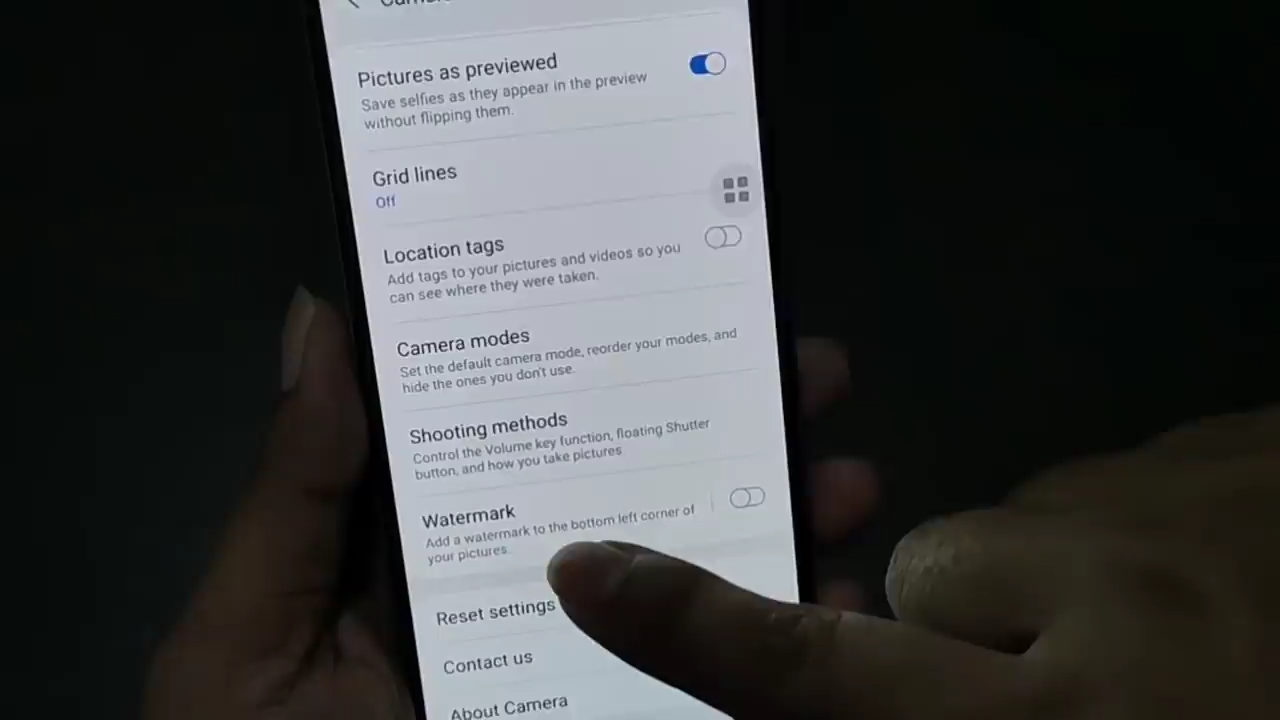 Pictures as previewed
Save selfies as they appear in the preview
without flipping them.
Grid lines
Off
Location tags
Add tags to your pictures and videos so you
can see where they were taken.
Camera modes
Set the default camera mode, reorder your modes, and
hide the ones you don't use.
Shooting methods
Control the Volume key function, floating Shutter
button, and how you take pictures.
Watermark
Add a watermark to the bottom left corner of
your pictures.
Reset settings
Contact us
About Camera